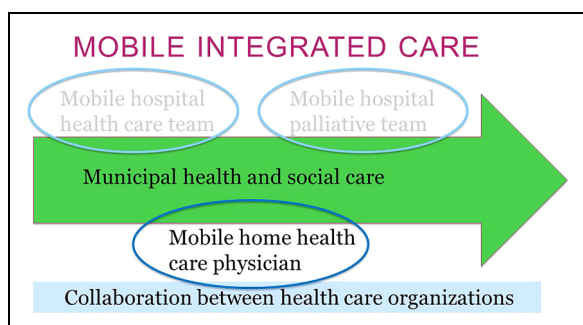 MOBILE INTEGRATED CARE
Mobile hospital
health care team
Mobile hospital
palliative team
Municipal health and social care
Mobile home health
care physician
Collaboration between health care organizations